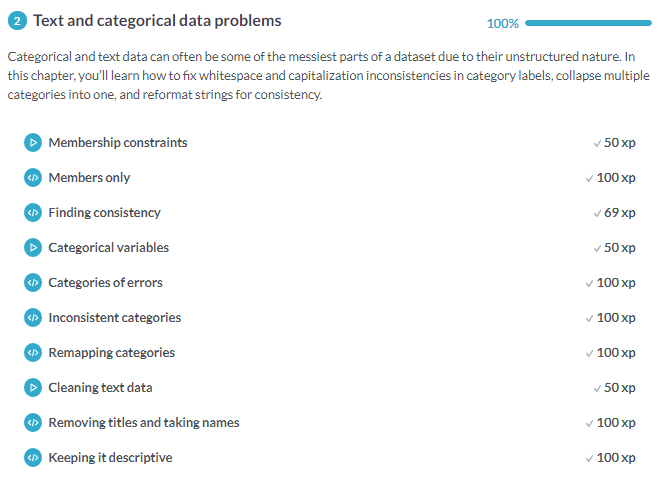 2 Text and categorical data problems 100%
Categorical and text data can often be some of the messiest parts of a dataset due to their unstructured nature. In
this chapter, you'll learn how to fix whitespace and capitalization inconsistencies in category labels, collapse multiple
categories into one, and reformat strings for consistency.
Membership constraints 50 xp
Members only 100 xp
Finding consistency 69 xp
Categorical variables 50 xp
Categories of errors 100 xp
Inconsistent categories 100 xp
Remapping categories 100 xp
Cleaning text data 50 xp
Removing titles and taking names 100 xp
Keeping it descriptive 100 xp